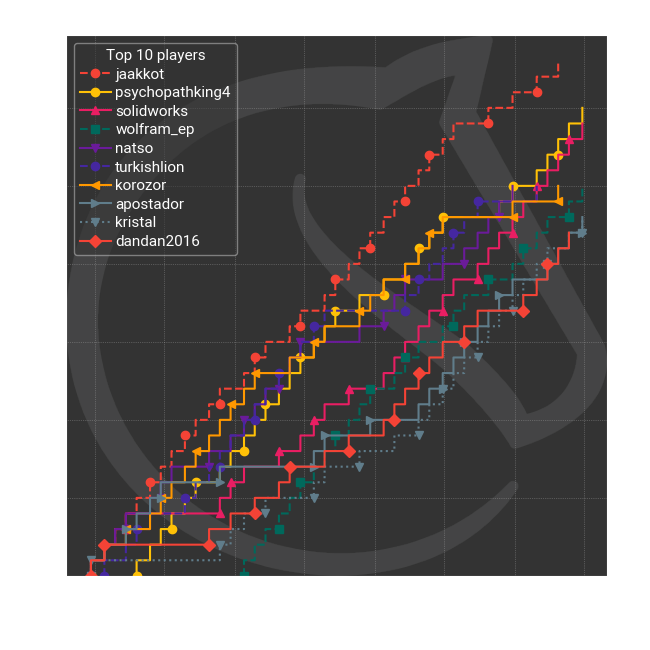 Top 10 players
jaakkot
psychopathking4
solidworks
wolfram_ep
natso
turkishlion
korozor
apostador
kristal
dandan2016